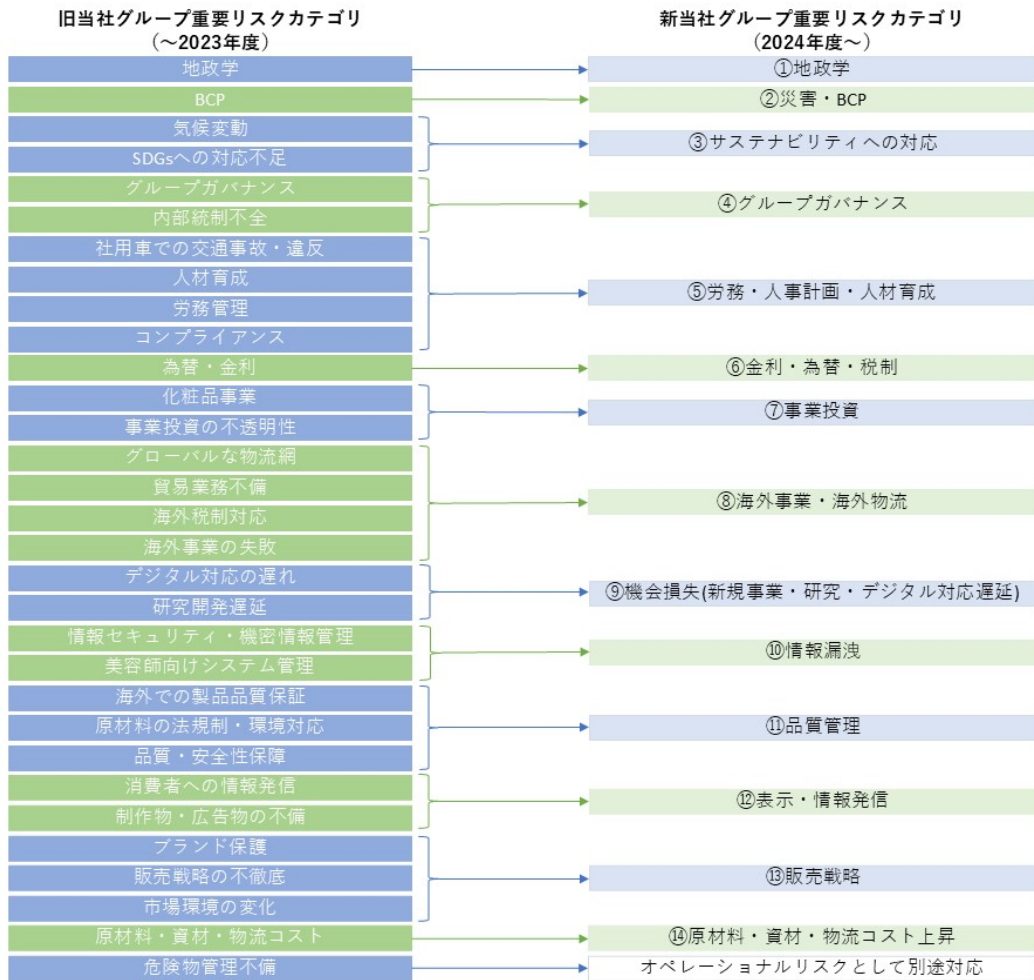 旧当社グループ重要リスクカテゴリ
（～2023年度）
新当社グループ重要リスクカテゴリ
（2024年度～）
地政学
①地政学
BCP
②災害・BCP
気候変動
SDGsへの対応不足
③サステナビリティへの対応
グループガバナンス
内部統制不全
④グループガバナンス
社用車での交通事故・違反
人材育成
労務管理
コンプライアンス
⑤労務・人事計画・人材育成
為替・金利
⑥金利・為替・税制
化粧品事業
事業投資の不透明性
⑦事業投資
グローバルな物流網
貿易業務不備
海外税制対応
海外事業の失敗
⑧海外事業・海外物流
デジタル対応の遅れ
研究開発遅延
⑨機会損失(新規事業・研究・デジタル対応遅延)
情報セキュリティ・機密情報管理
美容師向けシステム管理
⑩情報漏洩
海外での製品品質保証
原材料の法規制・環境対応
品質・安全性保障
⑪品質管理
消費者への情報発信
制作物・広告物の不備
⑫表示・情報発信
ブランド保護
販売戦略の不徹底
市場環境の変化
⑬販売戦略
原材料・資材・物流コスト
⑭原材料・資材・物流コスト上昇
危険物管理不備
オペレーショナルリスクとして別途対応